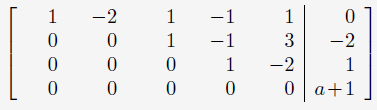 1 −2 1 −1 1 0
0 0 1 −1 3 −2
0 0 0 1 −2 1
0 0 0 0 0 a+1